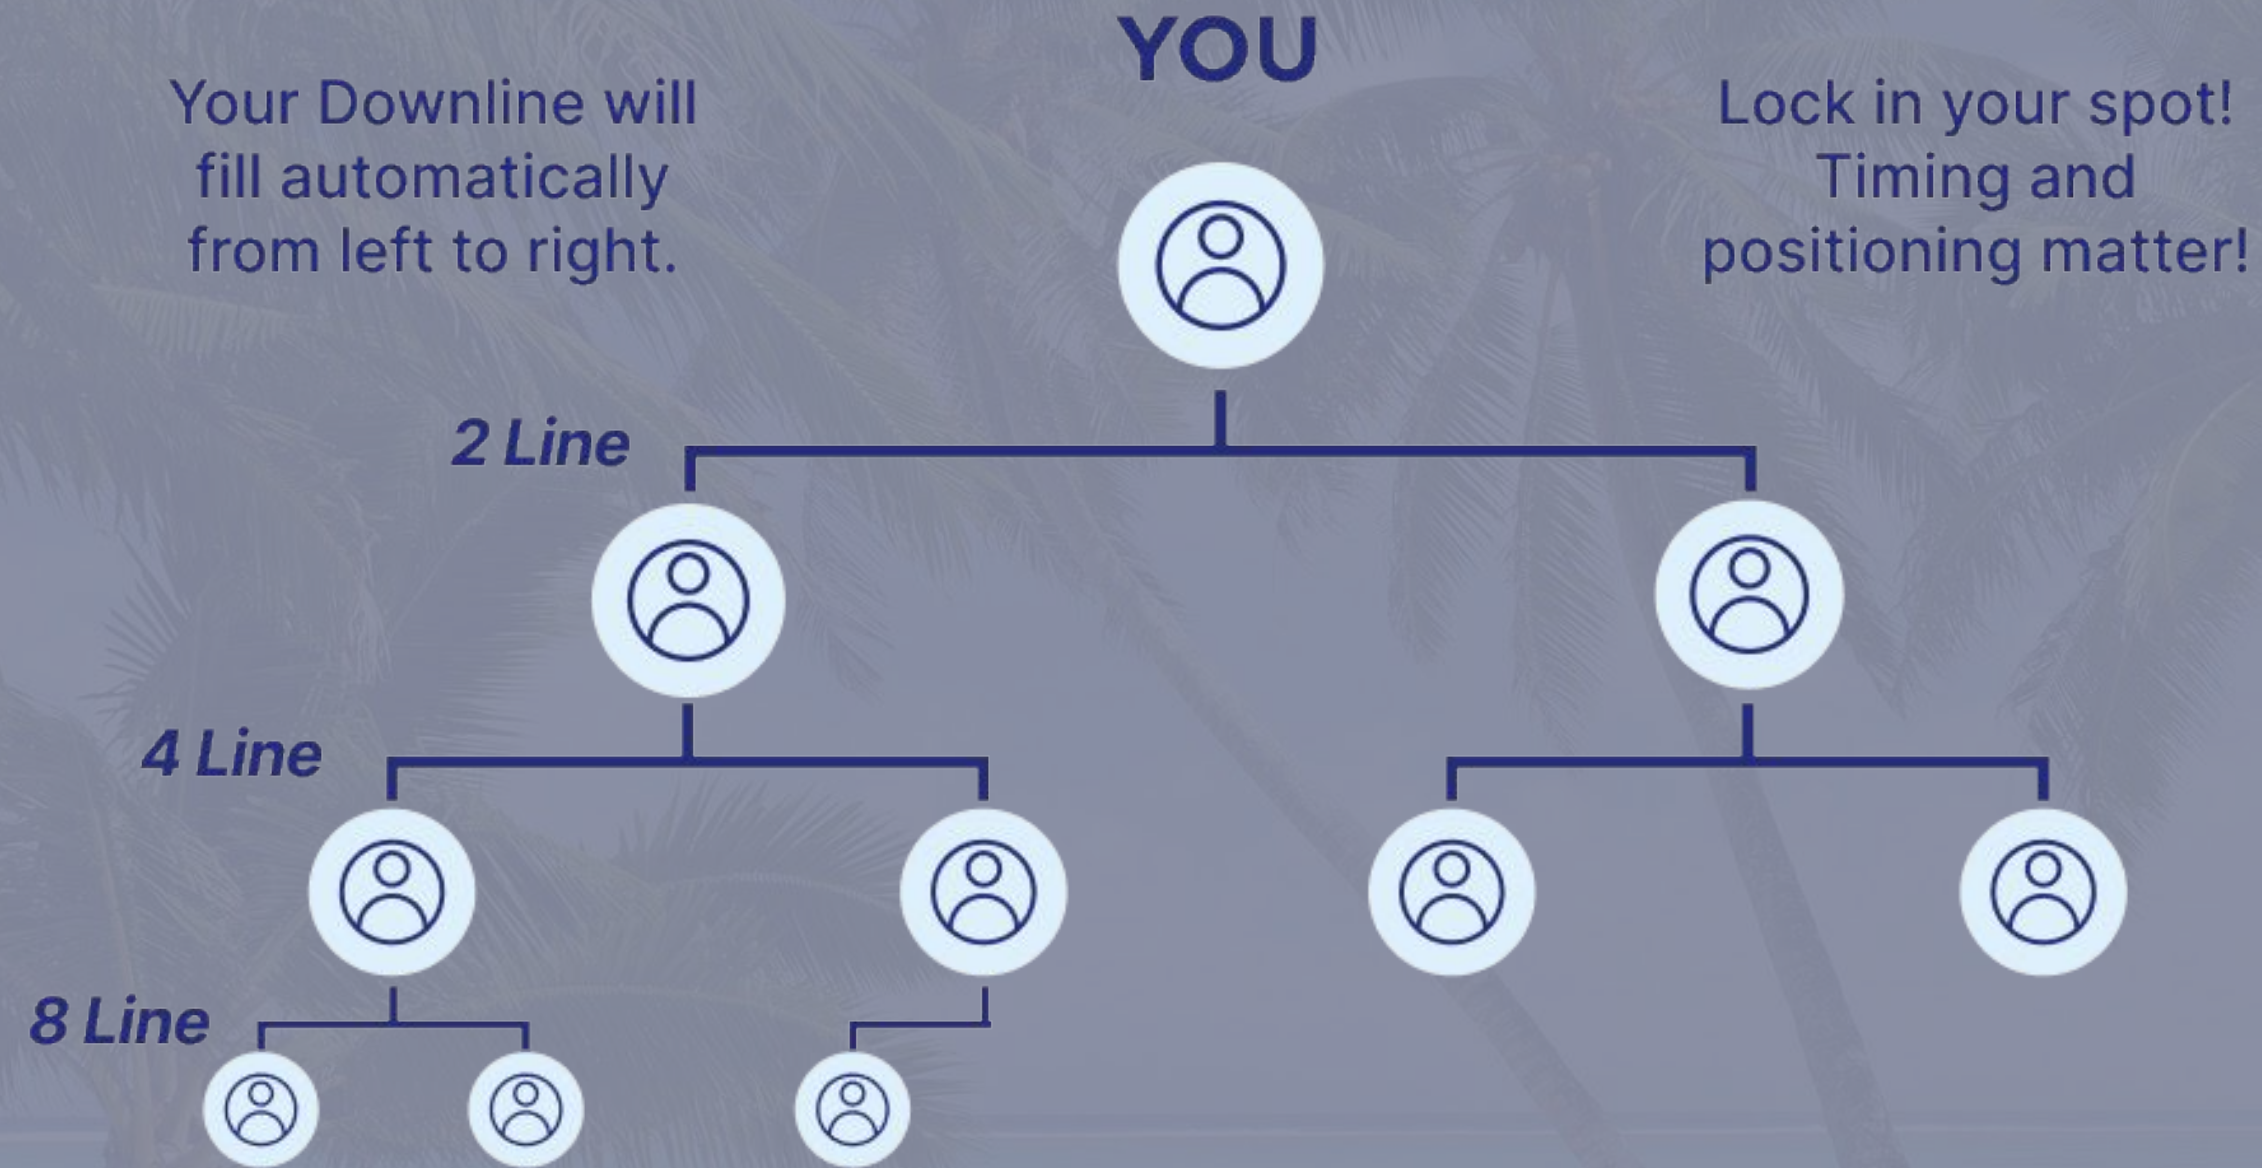 YOU
Your Downline will
fill automatically
from left to right.
Lock in your spot!
Timing and
positioning matter!
2 Line
4 Line
8 Line